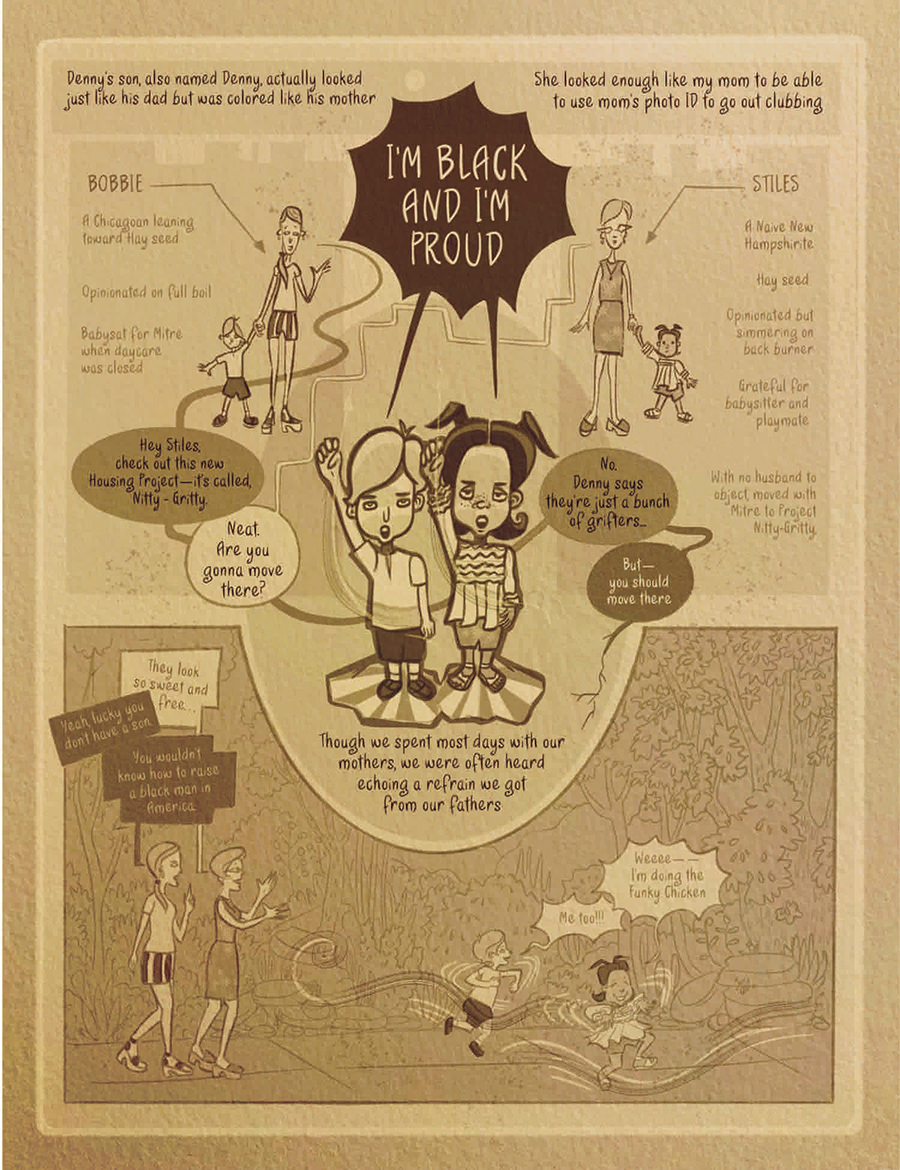 Denny's son, also named Denny, actually looked
just like his dad but was colored like his mother
She looked enough like my mom to be able
to use mom's photo ID to go out clubbing
I'M BLACK
AND I'M
PROUD
BOBBIE
A Chicagoan leaning
toward Hay seed
Opinionated on full boil
Babysat for Mitre
when daycare
was closed
STILES
A Naive New
Hampshirite
Hay seed
Opinionated but
simmering on
back burner
Grateful for
babysitter and
playmate
With no husband to
object, moved with
Mitre to Project
Nitty-Gritty.
Hey Stiles,
check out this new
Housing Project—it's called,
Nitty - Gritty.
Neat.
Are you
gonna move
there?
No.
Denny says
they're just a bunch
of grifters...
But—
you should
move there
Though we spent most days with our
mothers, we were often heard
echoing a refrain we got
from our fathers
They look
so sweet and
free...
Yeah, lucky you
don't have a son.
You wouldn't
know how to raise
a black man in
America
Weeee——
I'm doing the
Funky Chicken
Me too!!!